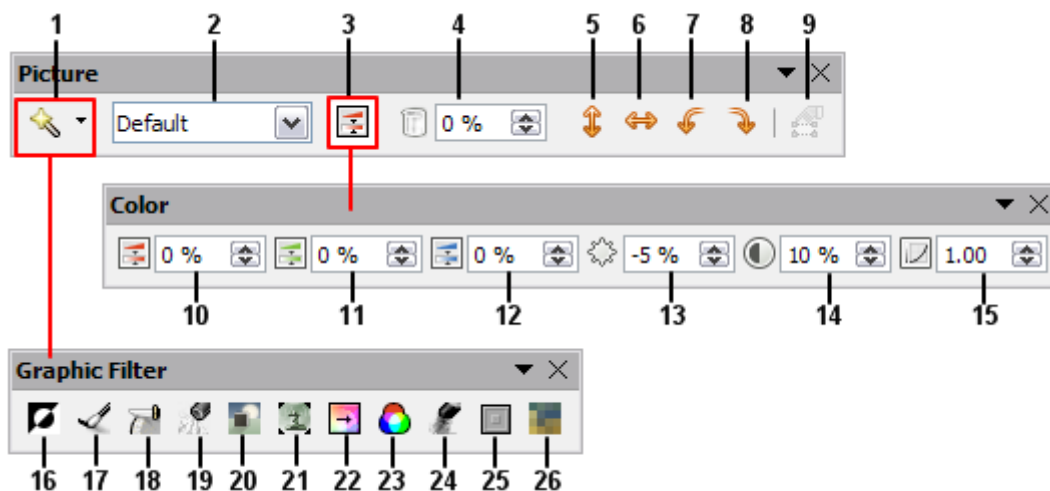 1 2 3 4 5 6 7 8 9
Picture
Default 0 %
Color
0 % 0 % 0 % -5 % 10 % 1.00
10 11 12 13 14 15
Graphic Filter
16 17 18 19 20 21 22 23 24 25 26